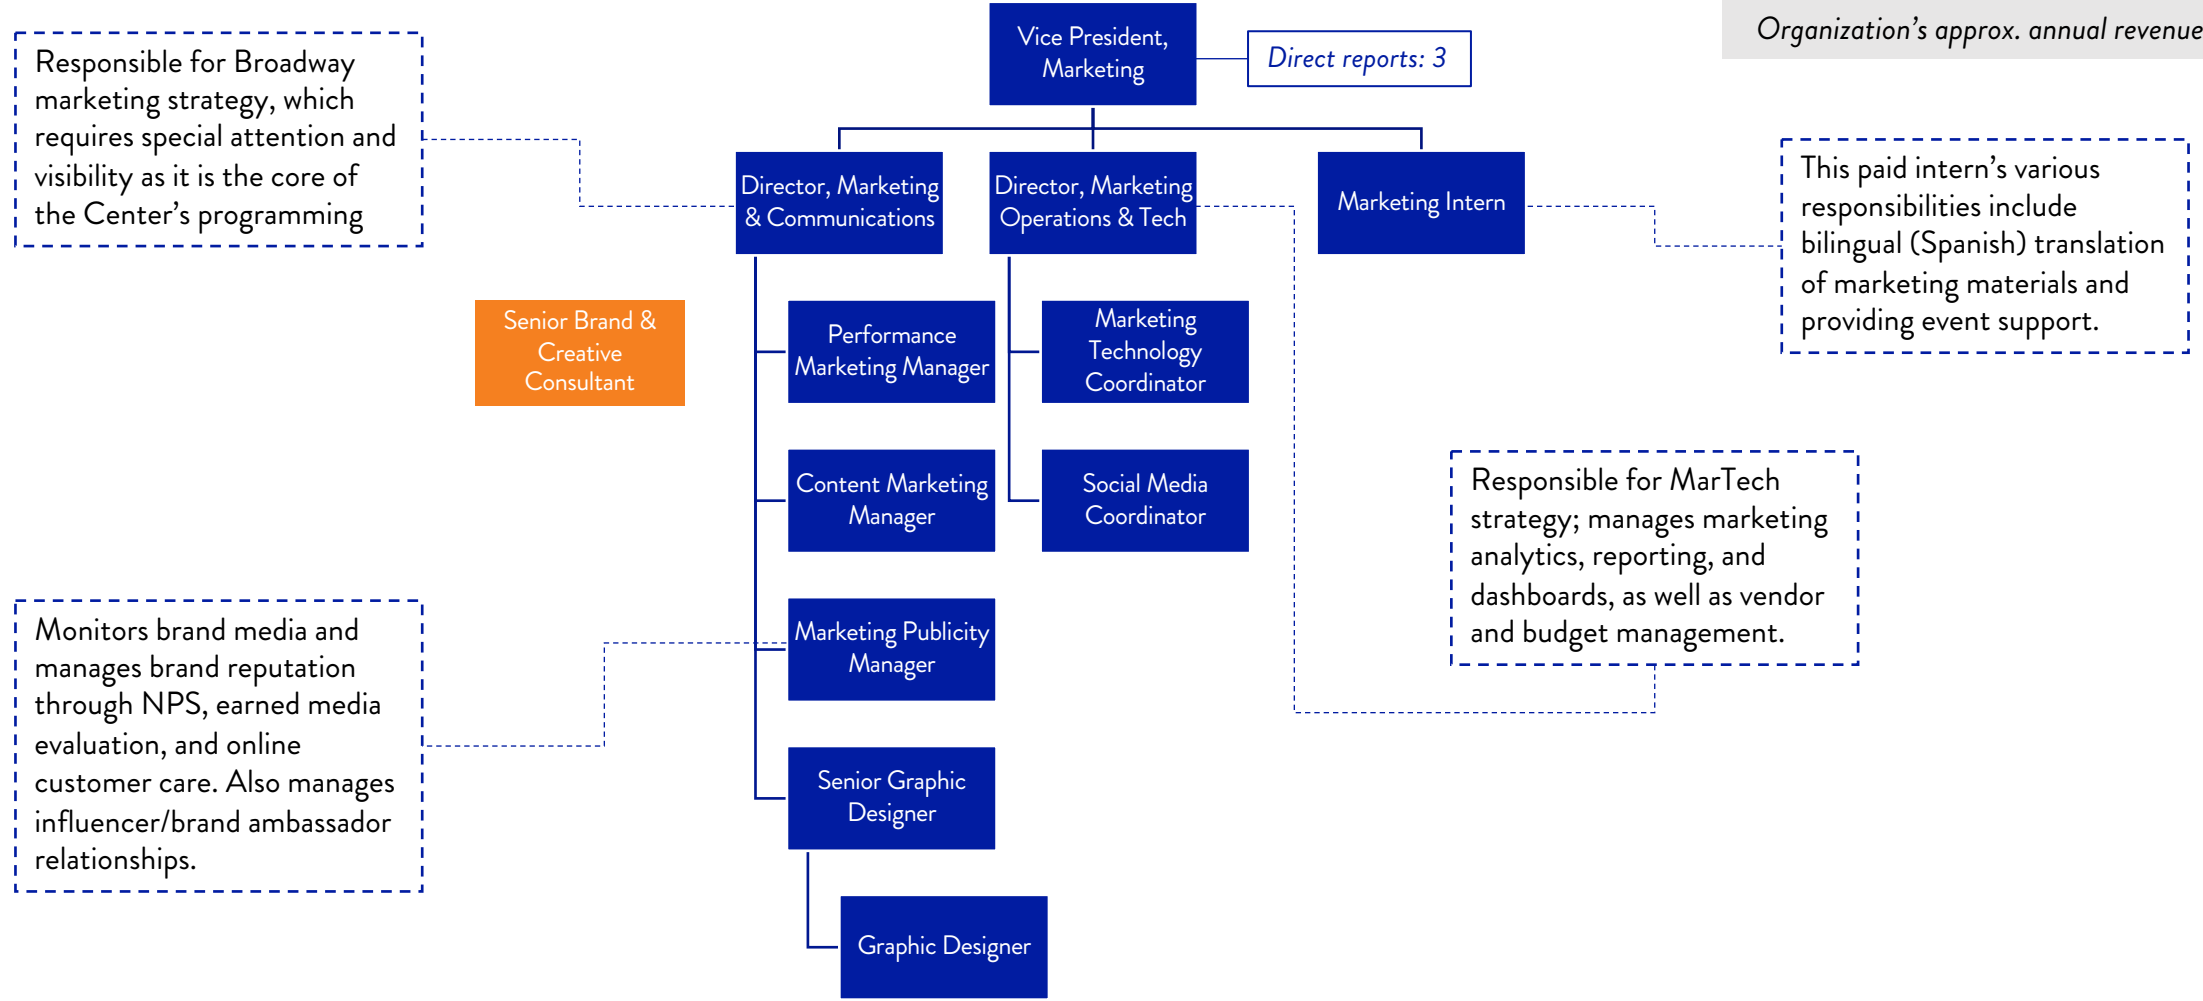 Organization's approx. annual revenue
Vice President,
Marketing
Direct reports: 3
Responsible for Broadway
marketing strategy, which
requires special attention and
visibility as it is the core of
the Center's programming
Director, Marketing
& Communications
Director, Marketing
Operations & Tech
Marketing Intern
This paid intern's various
responsibilities include
bilingual (Spanish) translation
of marketing materials and
providing event support.
Senior Brand &
Creative
Consultant
Performance
Marketing Manager
Marketing
Technology
Coordinator
Content Marketing
Manager
Social Media
Coordinator
Responsible for MarTech
strategy; manages marketing
analytics, reporting, and
dashboards, as well as vendor
and budget management.
Monitors brand media and
manages brand reputation
through NPS, earned media
evaluation, and online
customer care. Also manages
influencer/brand ambassador
relationships.
Marketing Publicity
Manager
Senior Graphic
Designer
Graphic Designer